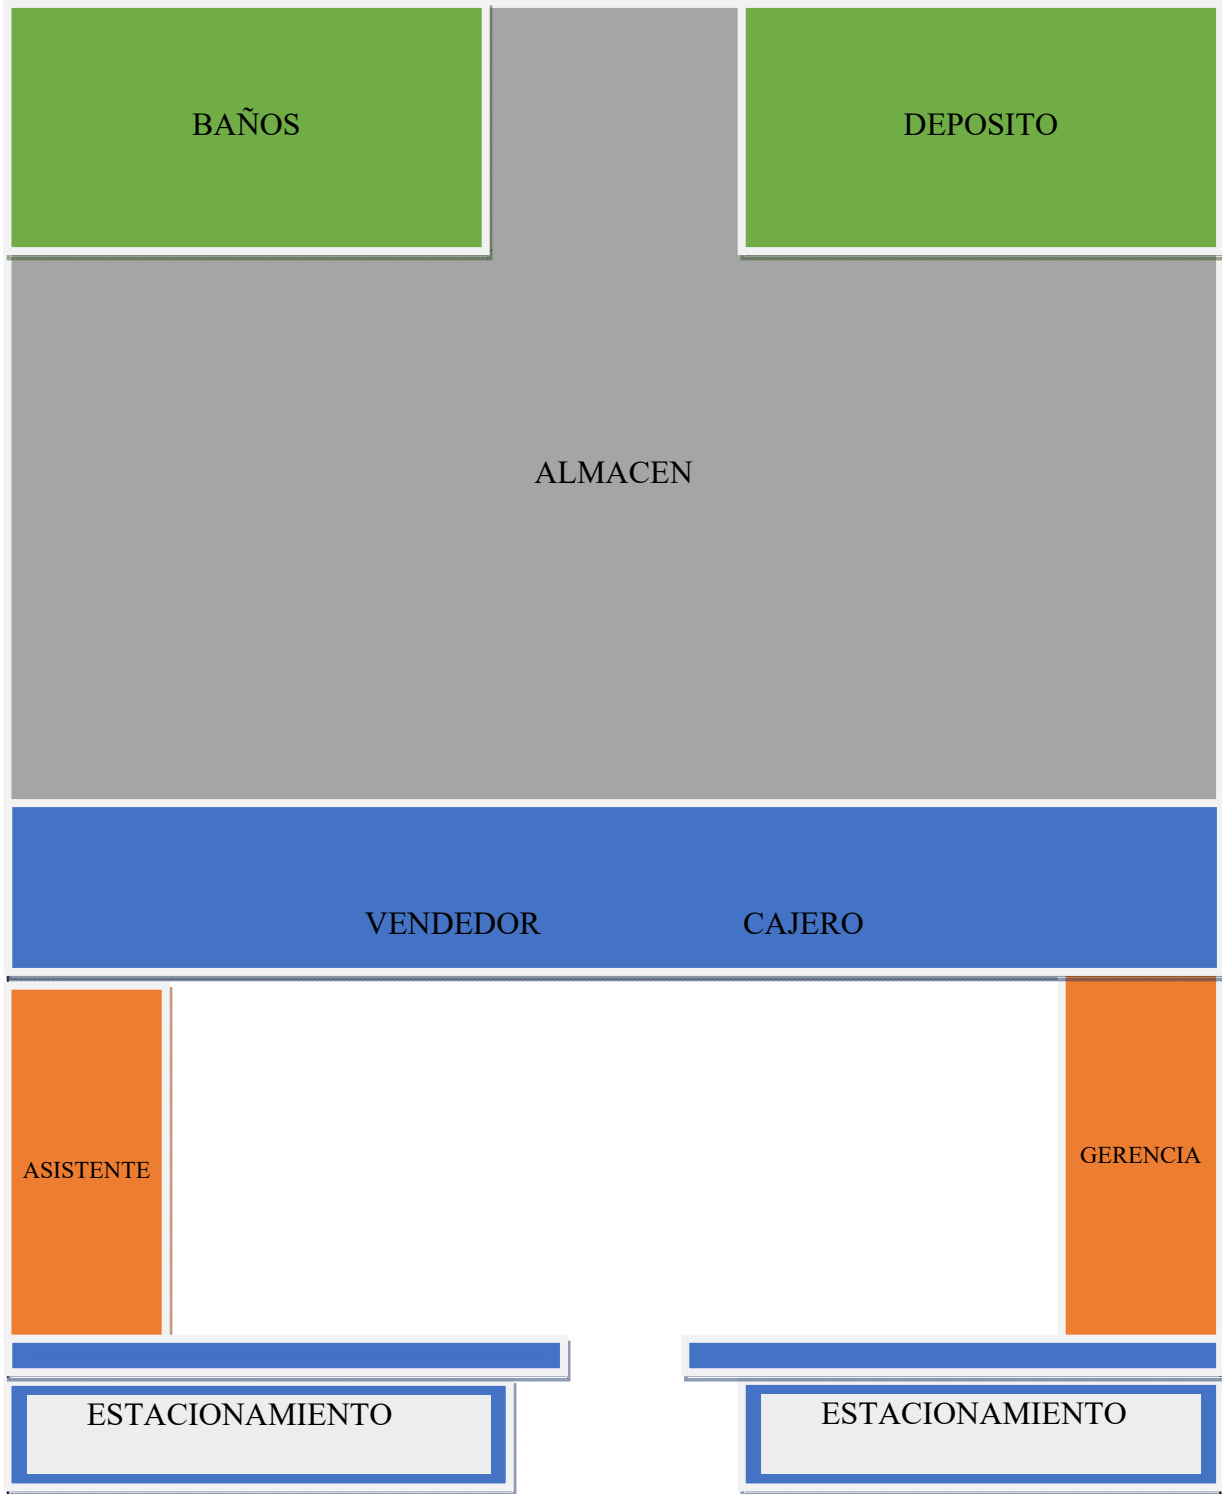 BAÑOS
DEPOSITO
ALMACEN
VENDEDOR CAJERO
ASISTENTE
GERENCIA
ESTACIONAMIENTO
ESTACIONAMIENTO